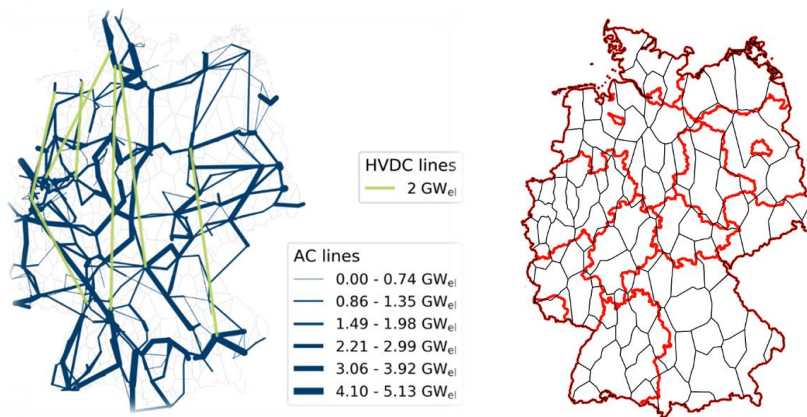 HVDC lines
2 GWel
AC lines
0.00 - 0.74 GWel
0.86 - 1.35 GWel
1.49 - 1.98 GWel
2.21 - 2.99 GWel
3.06 - 3.92 GWel
4.10 - 5.13 GWel